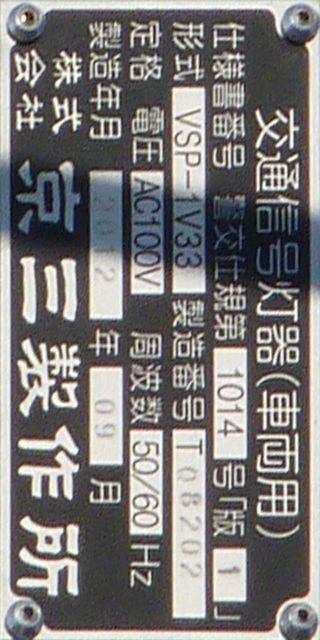 交通信号灯器(車両用)
仕様書番号 警交仕規第 1014 号「版 1」
形式 VSP-1V33 製造番号 T08202
定格 電圧 AC100V 周波数 50/60 Hz
製造年月 2012 年 09 月
株式会社 京三製作所